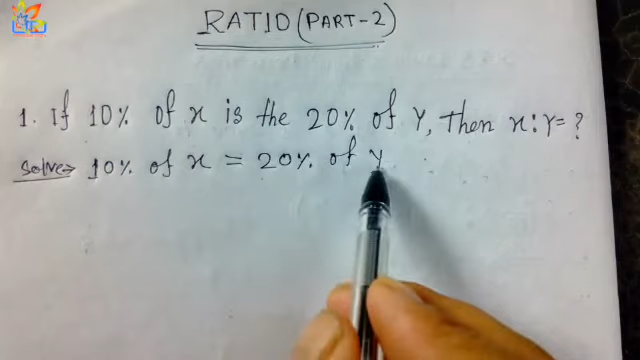 RATIO (PART-2)
1. If 10% of x is the 20% of Y, Then x:Y= ?
Solve⇒ 10% of x = 20% of Y